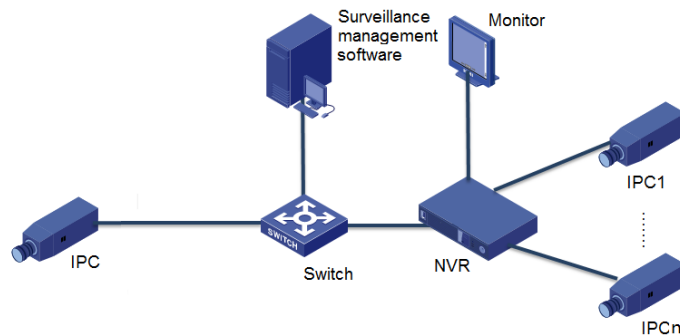 Surveillance
management
software
Monitor
IPC1
IPC
SWITCH
Switch
NVR
IPCn